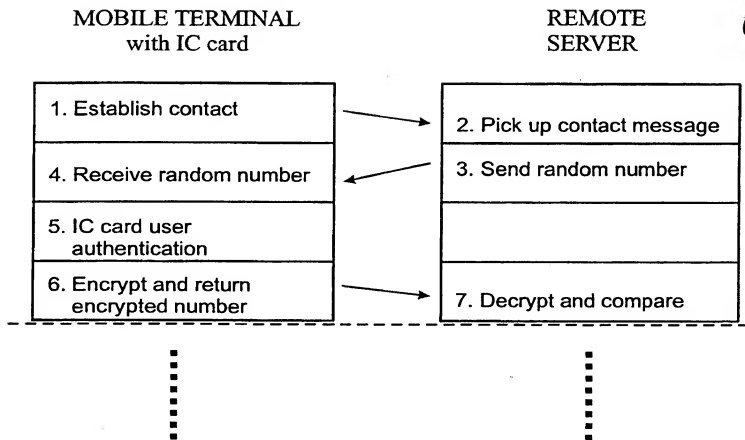 MOBILE TERMINAL
with IC card
REMOTE
SERVER
1. Establish contact
2. Pick up contact message
4. Receive random number
3. Send random number
5. IC card user
authentication
6. Encrypt and return
encrypted number
7. Decrypt and compare